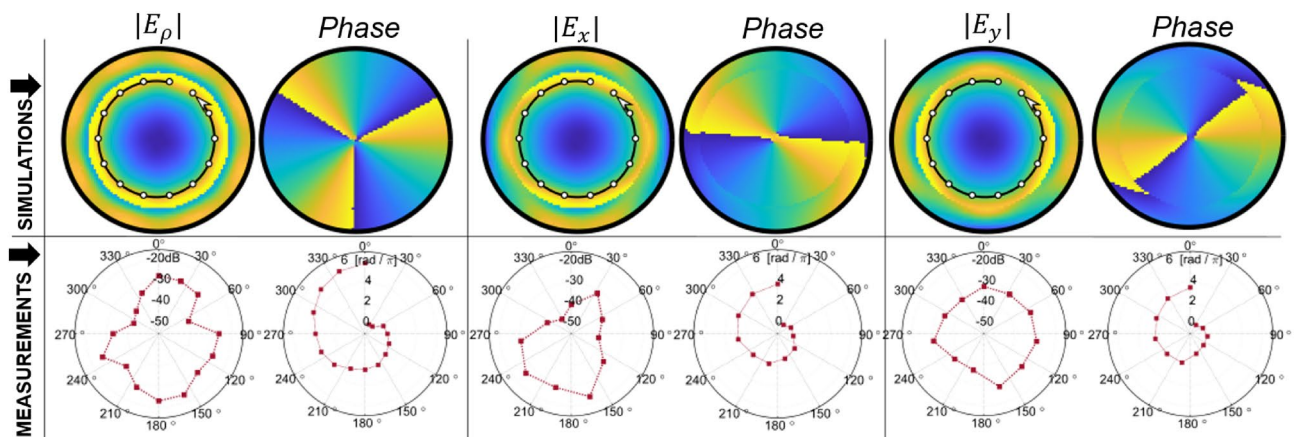 |E_ρ| Phase |E_x| Phase |E_y| Phase
SIMULATIONS
MEASUREMENTS
0° 0° 0° 0° 0° 0°
330° -20dB 30° 330° 6 [rad / π] 30° 330° -20dB 30° 330° 6 [rad / π] 30° 330° -20dB 30° 330° 6 [rad / π] 30°
300° -30 60° 300° 4 60° 300° -30 60° 300° 4 60° 300° -30 60° 300° 4 60°
-40 2 -40 2 -40 2
-50 0 -50 0 -50 0
270° 90° 270° 90° 270° 90° 270° 90° 270° 90° 270° 90°
240° 120° 240° 120° 240° 120° 240° 120° 240° 120° 240° 120°
210° 150° 210° 150° 210° 150° 210° 150° 210° 150° 210° 150°
180° 180° 180° 180° 180° 180°